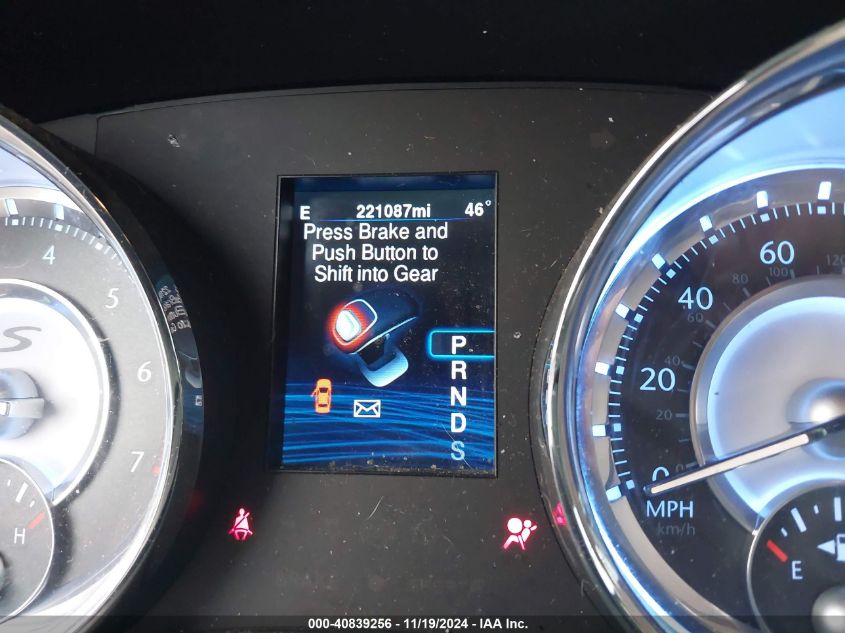 E 221087mi 46°
Press Brake and
Push Button to
Shift into Gear
P
R
N
D
S
4
5
6
7
S
H
0
20
40
60
0
20
40
60
80
100
120
MPH
km/h
E
000-40839256 - 11/19/2024 - IAA Inc.